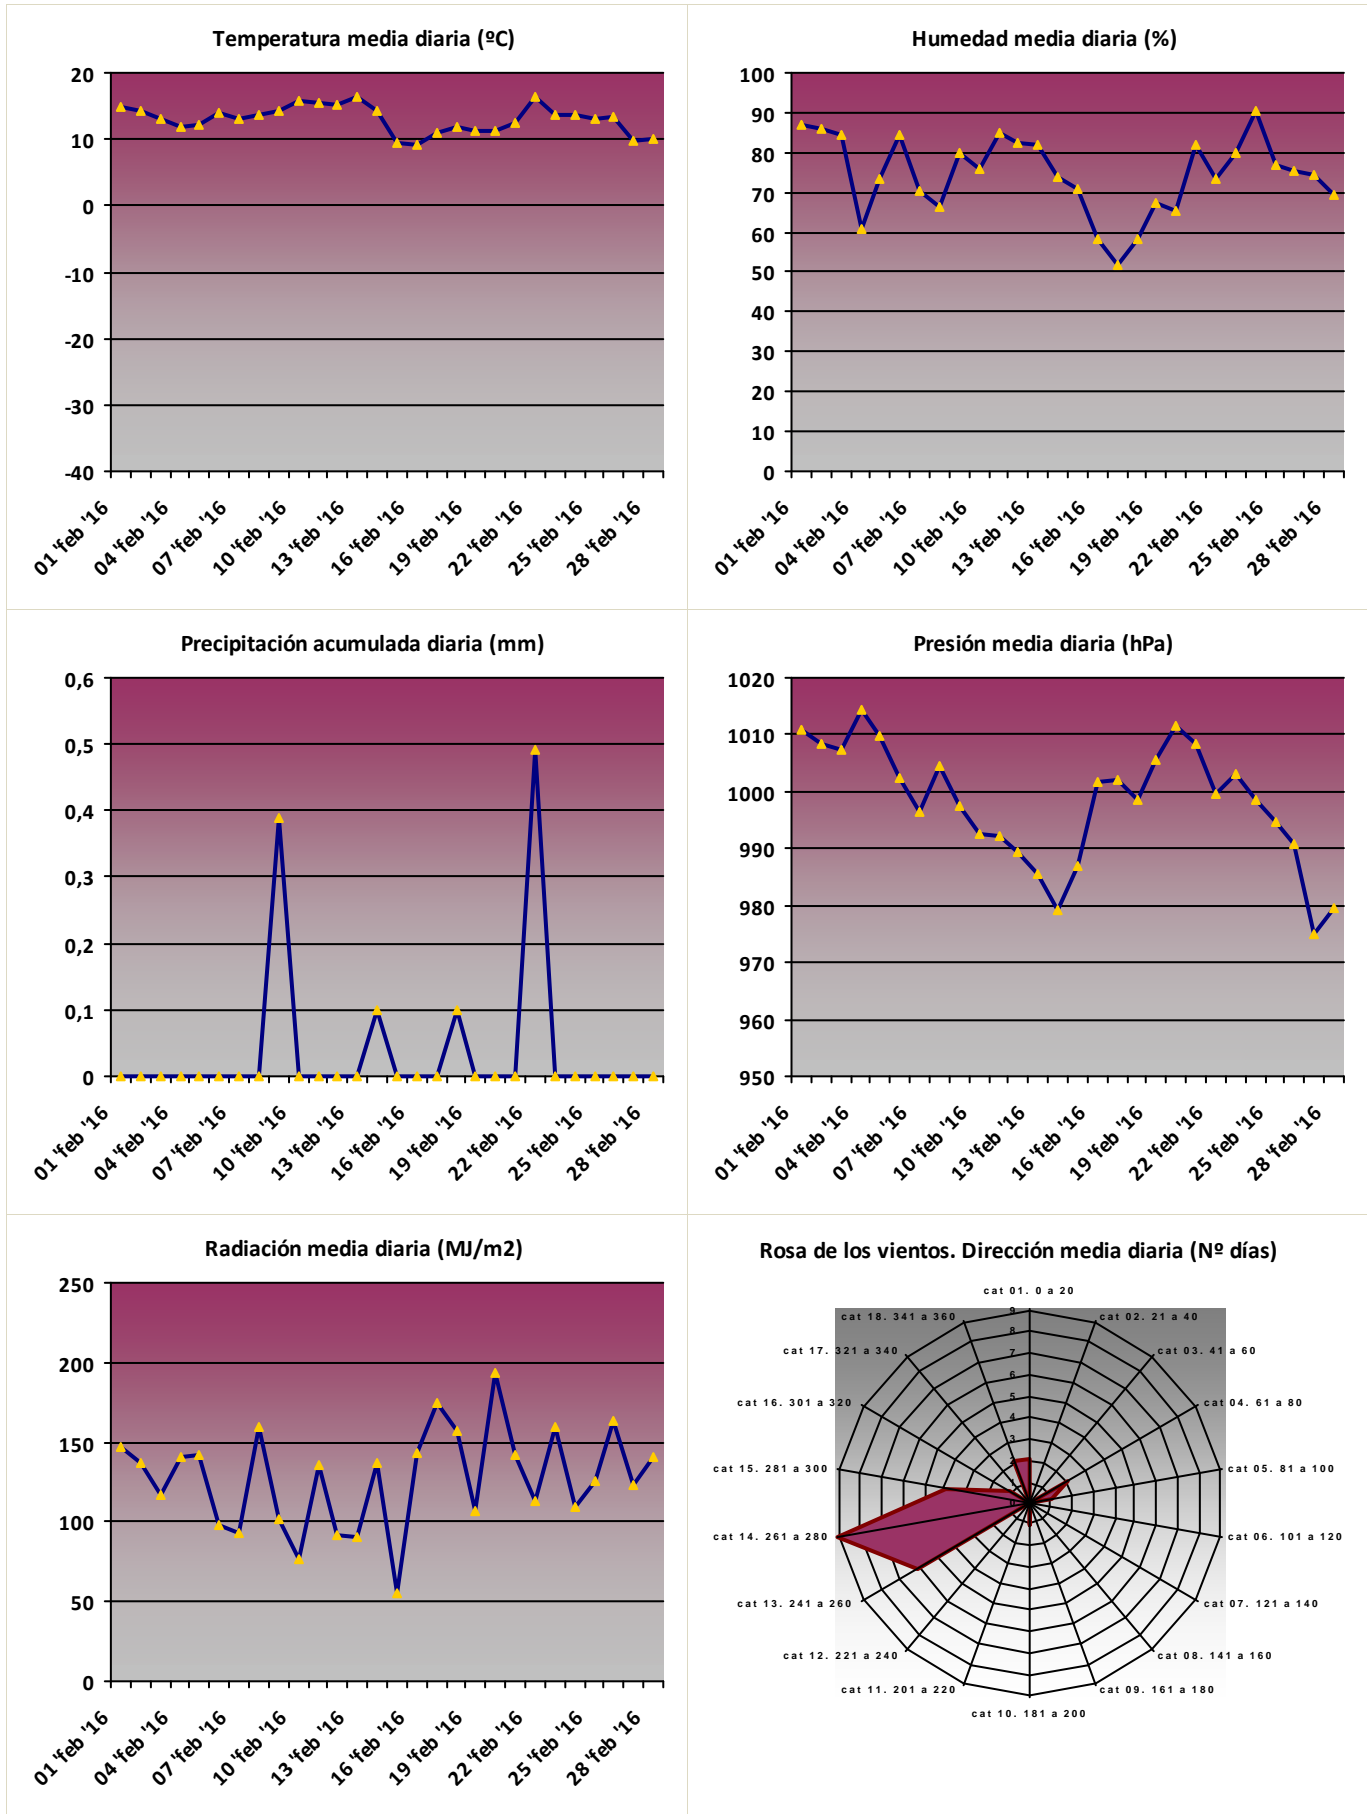 Temperatura media diaria (ºC)
20
10
0
-10
-20
-30
-40
01 'feb '16
04 'feb '16
07 'feb '16
10 'feb '16
13 'feb '16
16 'feb '16
19 'feb '16
22 'feb '16
25 'feb '16
28 'feb '16
Humedad media diaria (%)
100
90
80
70
60
50
40
30
20
10
0
01 'feb '16
04 'feb '16
07 'feb '16
10 'feb '16
13 'feb '16
16 'feb '16
19 'feb '16
22 'feb '16
25 'feb '16
28 'feb '16
Precipitación acumulada diaria (mm)
0,6
0,5
0,4
0,3
0,2
0,1
0
01 'feb '16
04 'feb '16
07 'feb '16
10 'feb '16
13 'feb '16
16 'feb '16
19 'feb '16
22 'feb '16
25 'feb '16
28 'feb '16
Presión media diaria (hPa)
1020
1010
1000
990
980
970
960
950
01 'feb '16
04 'feb '16
07 'feb '16
10 'feb '16
13 'feb '16
16 'feb '16
19 'feb '16
22 'feb '16
25 'feb '16
28 'feb '16
Radiación media diaria (MJ/m2)
250
200
150
100
50
0
01 'feb '16
04 'feb '16
07 'feb '16
10 'feb '16
13 'feb '16
16 'feb '16
19 'feb '16
22 'feb '16
25 'feb '16
28 'feb '16
Rosa de los vientos. Dirección media diaria (Nº días)
cat 01. 0 a 20
cat 02. 21 a 40
cat 03. 41 a 60
cat 04. 61 a 80
cat 05. 81 a 100
cat 06. 101 a 120
cat 07. 121 a 140
cat 08. 141 a 160
cat 09. 161 a 180
cat 10. 181 a 200
cat 11. 201 a 220
cat 12. 221 a 240
cat 13. 241 a 260
cat 14. 261 a 280
cat 15. 281 a 300
cat 16. 301 a 320
cat 17. 321 a 340
cat 18. 341 a 360
9
8
7
6
5
4
3
2
1
0